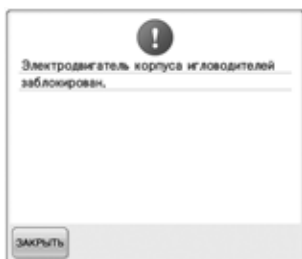 Электродвигатель корпуса игловодителей
заблокирован.
ЗАКРЫТЬ